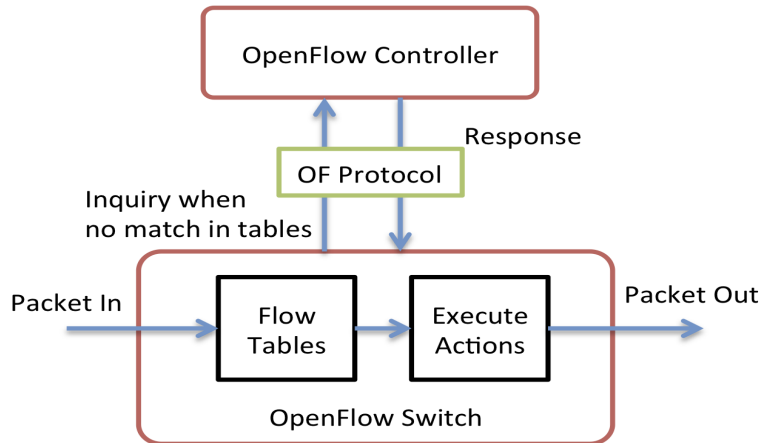 OpenFlow Controller
Response
OF Protocol
Inquiry when
no match in tables
Packet In
Flow
Tables
Execute
Actions
Packet Out
OpenFlow Switch